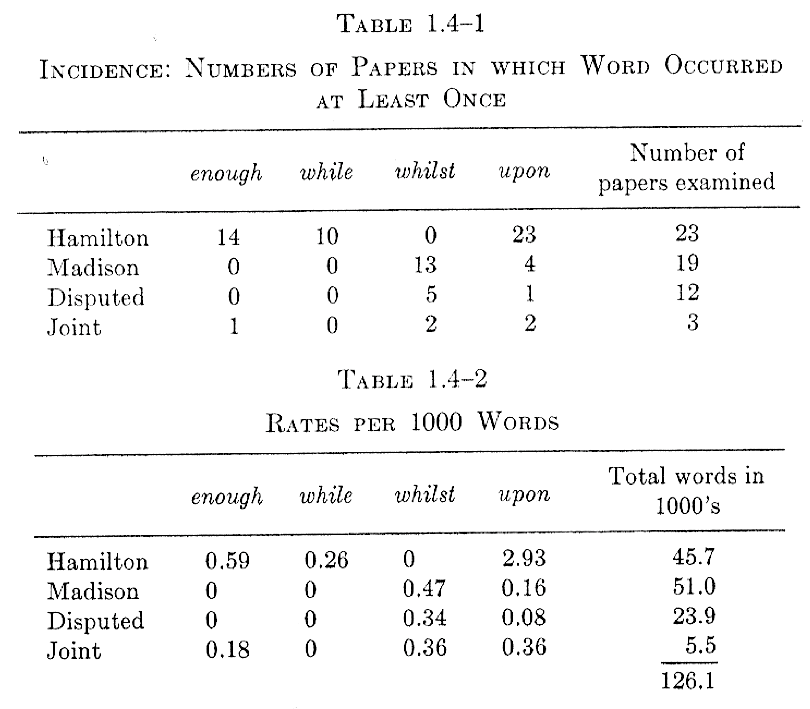 TABLE 1.4–1
INCIDENCE: NUMBERS OF PAPERS IN WHICH WORD OCCURRED
AT LEAST ONCE
enough while whilst upon Number of
papers examined
Hamilton 14 10 0 23 23
Madison 0 0 13 4 19
Disputed 0 0 5 1 12
Joint 1 0 2 2 3
TABLE 1.4–2
RATES PER 1000 WORDS
enough while whilst upon Total words in
1000's
Hamilton 0.59 0.26 0 2.93 45.7
Madison 0 0 0.47 0.16 51.0
Disputed 0 0 0.34 0.08 23.9
Joint 0.18 0 0.36 0.36 5.5
126.1